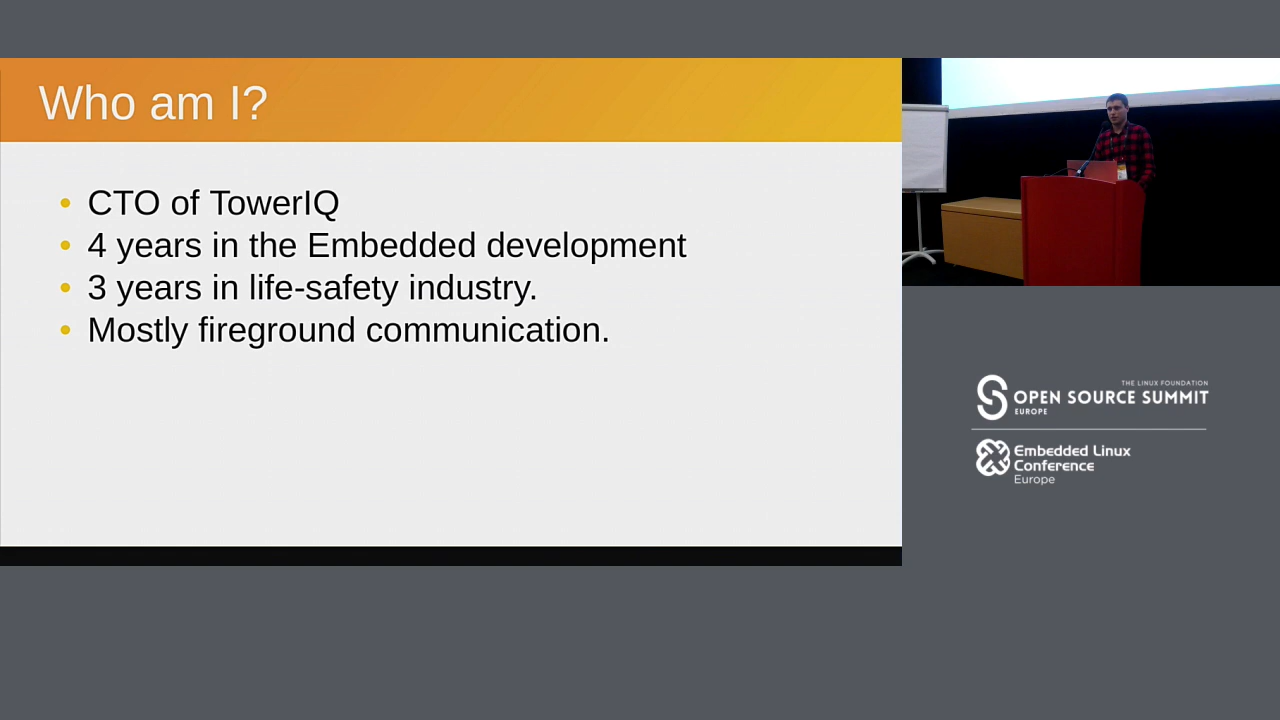 Who am I?
CTO of TowerIQ
4 years in the Embedded development
3 years in life-safety industry.
Mostly fireground communication.
THE LINUX FOUNDATION
OPEN SOURCE SUMMIT
EUROPE
Embedded Linux
Conference
Europe